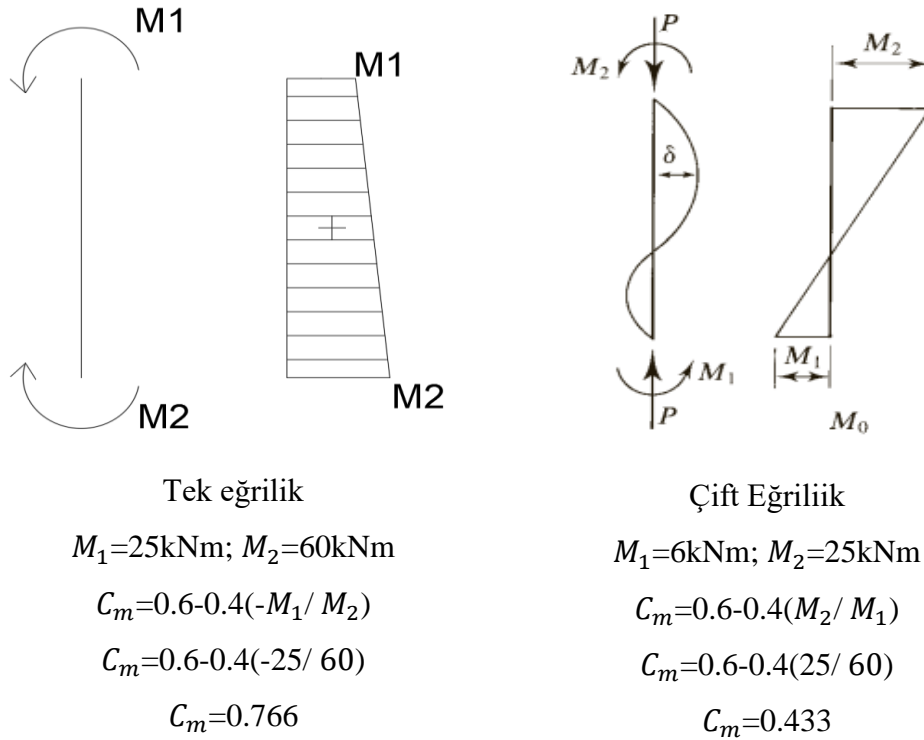 M1
M1
M2
M2
P
M₂
δ
M₁
P
M₂
M₁
M₀
Tek eğrilik
M₁=25kNm; M₂=60kNm
Cₘ=0.6-0.4(-M₁/ M₂)
Cₘ=0.6-0.4(-25/ 60)
Cₘ=0.766
Çift Eğriliik
M₁=6kNm; M₂=25kNm
Cₘ=0.6-0.4(M₂/ M₁)
Cₘ=0.6-0.4(25/ 60)
Cₘ=0.433